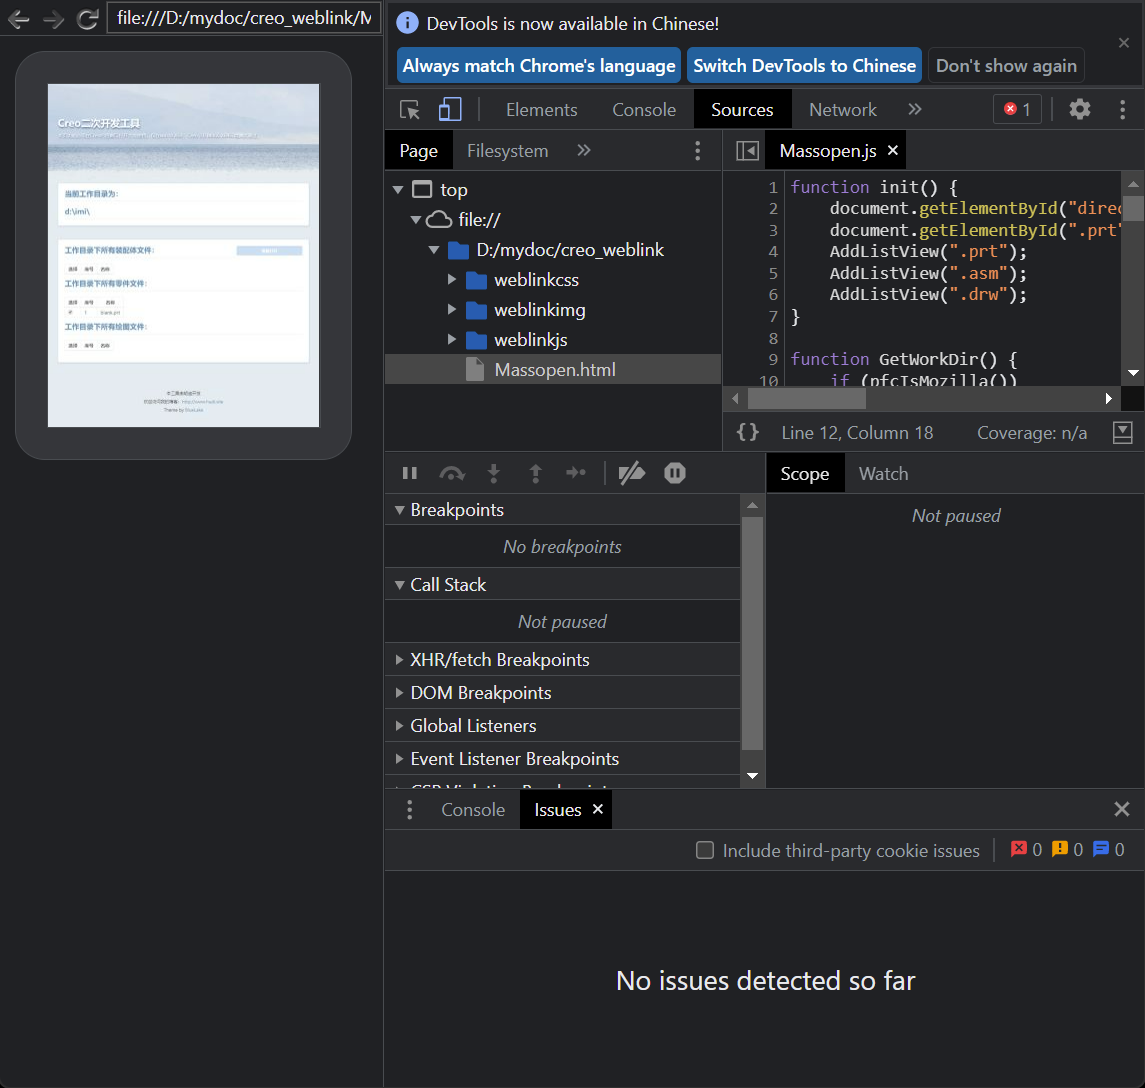 file:///D:/mydoc/creo_weblink/M
Creo二次开发工具
当前工作目录为：
d:\imi\
工作目录下所有装配体文件：
选择 序号 名称
工作目录下所有零件文件：
选择 序号 名称
1
工作目录下所有绘图文件：
选择 序号 名称
DevTools is now available in Chinese!
Always match Chrome's language
Switch DevTools to Chinese
Don't show again
Elements
Console
Sources
Network
1
Page
Filesystem
Massopen.js
top
file://
D:/mydoc/creo_weblink
weblinkcss
weblinkimg
weblinkjs
Massopen.html
1 function init() {
2 document.getElementById("direc
3 document.getElementById(".prt"
4 AddListView(".prt");
5 AddListView(".asm");
6 AddListView(".drw");
7 }
8
9 function GetWorkDir() {
10 if (pfcIsMozilla())
{} Line 12, Column 18
Coverage: n/a
Scope
Watch
Not paused
Breakpoints
No breakpoints
Call Stack
Not paused
XHR/fetch Breakpoints
DOM Breakpoints
Global Listeners
Event Listener Breakpoints
CSP Violation Breakpoints
Console
Issues
Include third-party cookie issues
0 0 0
No issues detected so far